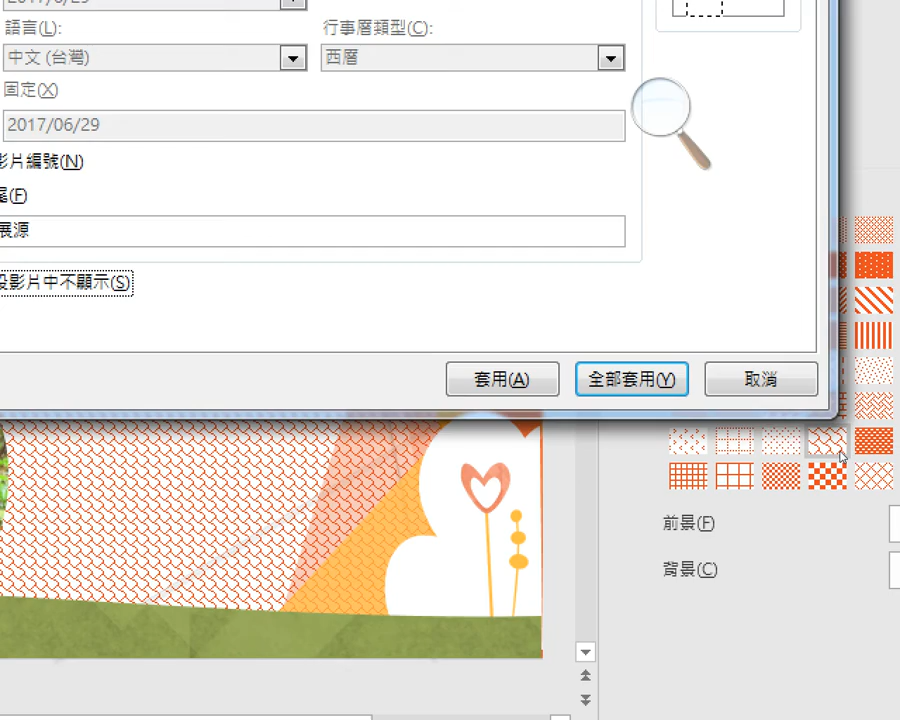 2017/06/29
語言(L):
行事曆類型(C):
中文 (台灣)
西曆
固定(X)
2017/06/29
影片編號(N)
尾(F)
展源
投影片中不顯示(S)
套用(A)
全部套用(Y)
取消
前景(F)
背景(C)